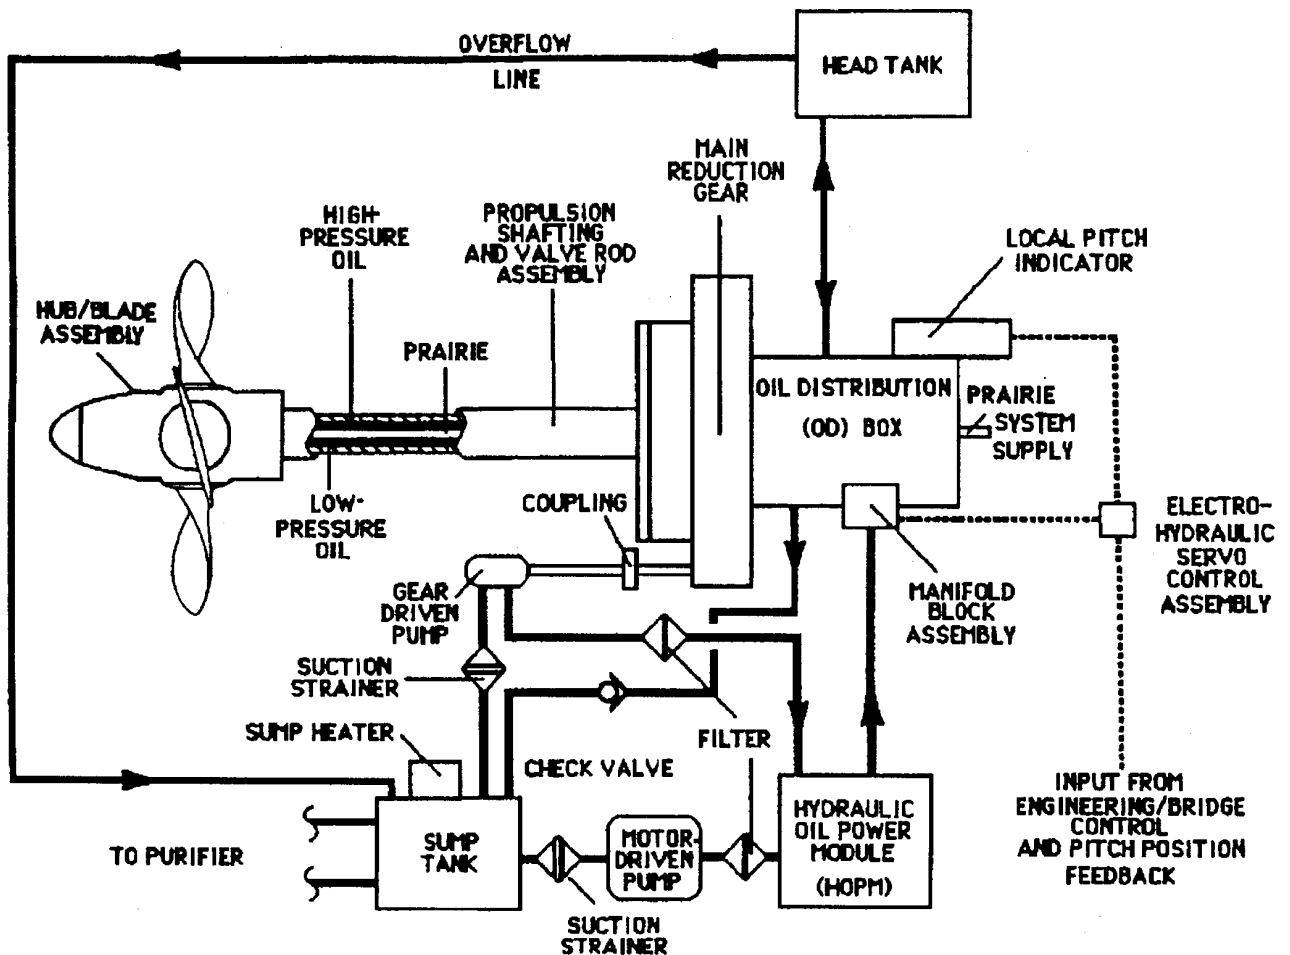 OVERFLOW
LINE
HEAD TANK
MAIN
REDUCTION
GEAR
HIGH-
PRESSURE
OIL
PROPULSION
SHAFTING
AND VALVE ROD
ASSEMBLY
LOCAL PITCH
INDICATOR
HUB/BLADE
ASSEMBLY
PRAIRIE
OIL DISTRIBUTION
(OD) BOX
PRAIRIE
SYSTEM
SUPPLY
LOW-
PRESSURE
OIL
COUPLING
ELECTRO-
HYDRAULIC
SERVO
CONTROL
ASSEMBLY
GEAR
DRIVEN
PUMP
MANIFOLD
BLOCK
ASSEMBLY
SUCTION
STRAINER
SUMP HEATER
FILTER
CHECK VALVE
INPUT FROM
ENGINEERING/BRIDGE
CONTROL
AND PITCH POSITION
FEEDBACK
TO PURIFIER
SUMP
TANK
MOTOR-
DRIVEN
PUMP
HYDRAULIC
OIL POWER
MODULE
(HOPM)
SUCTION
STRAINER